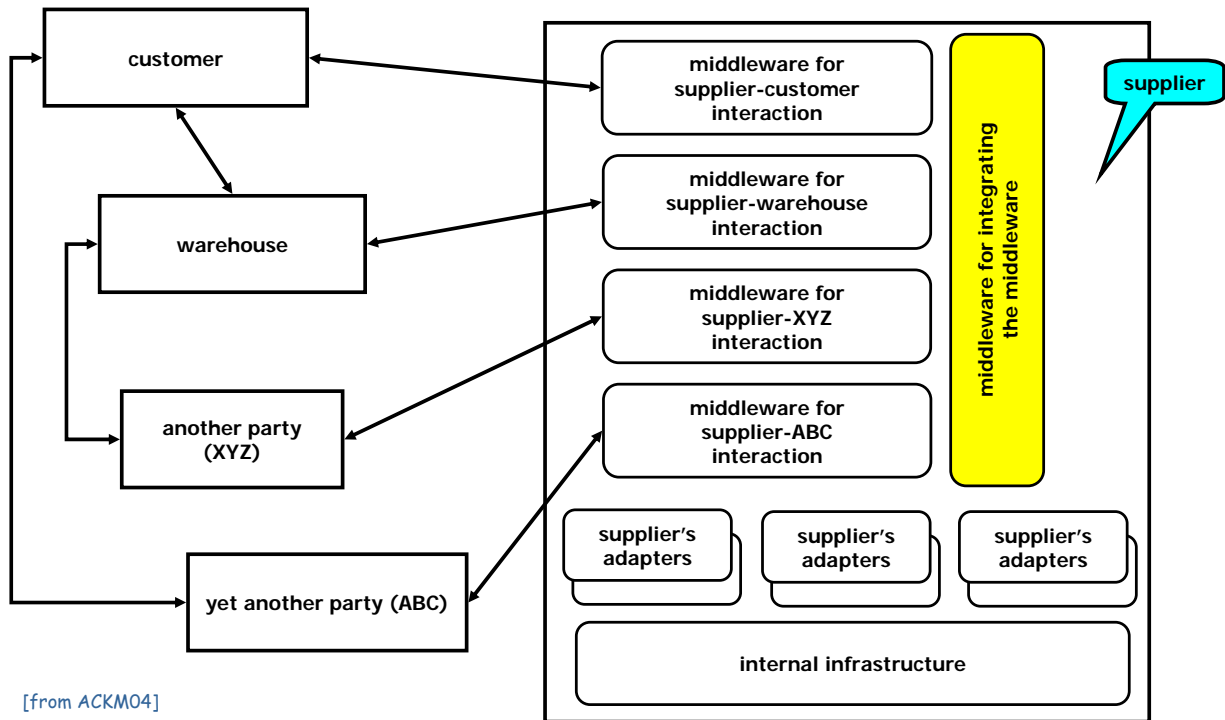 customer
warehouse
another party
(XYZ)
yet another party (ABC)
middleware for
supplier-customer
interaction
middleware for
supplier-warehouse
interaction
middleware for
supplier-XYZ
interaction
middleware for
supplier-ABC
interaction
middleware for integrating
the middleware
supplier
supplier's
adapters
supplier's
adapters
supplier's
adapters
internal infrastructure
[from ACKM04]